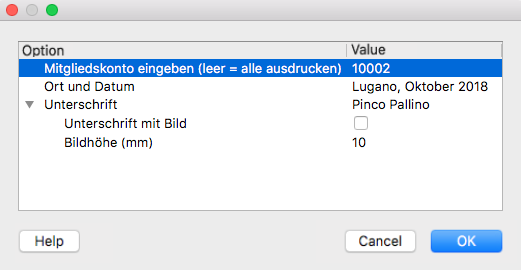 Option Value
Mitgliedskonto eingeben (leer = alle ausdrucken) 10002
Ort und Datum Lugano, Oktober 2018
Unterschrift Pinco Pallino
Unterschrift mit Bild
Bildhöhe (mm) 10
Help Cancel OK